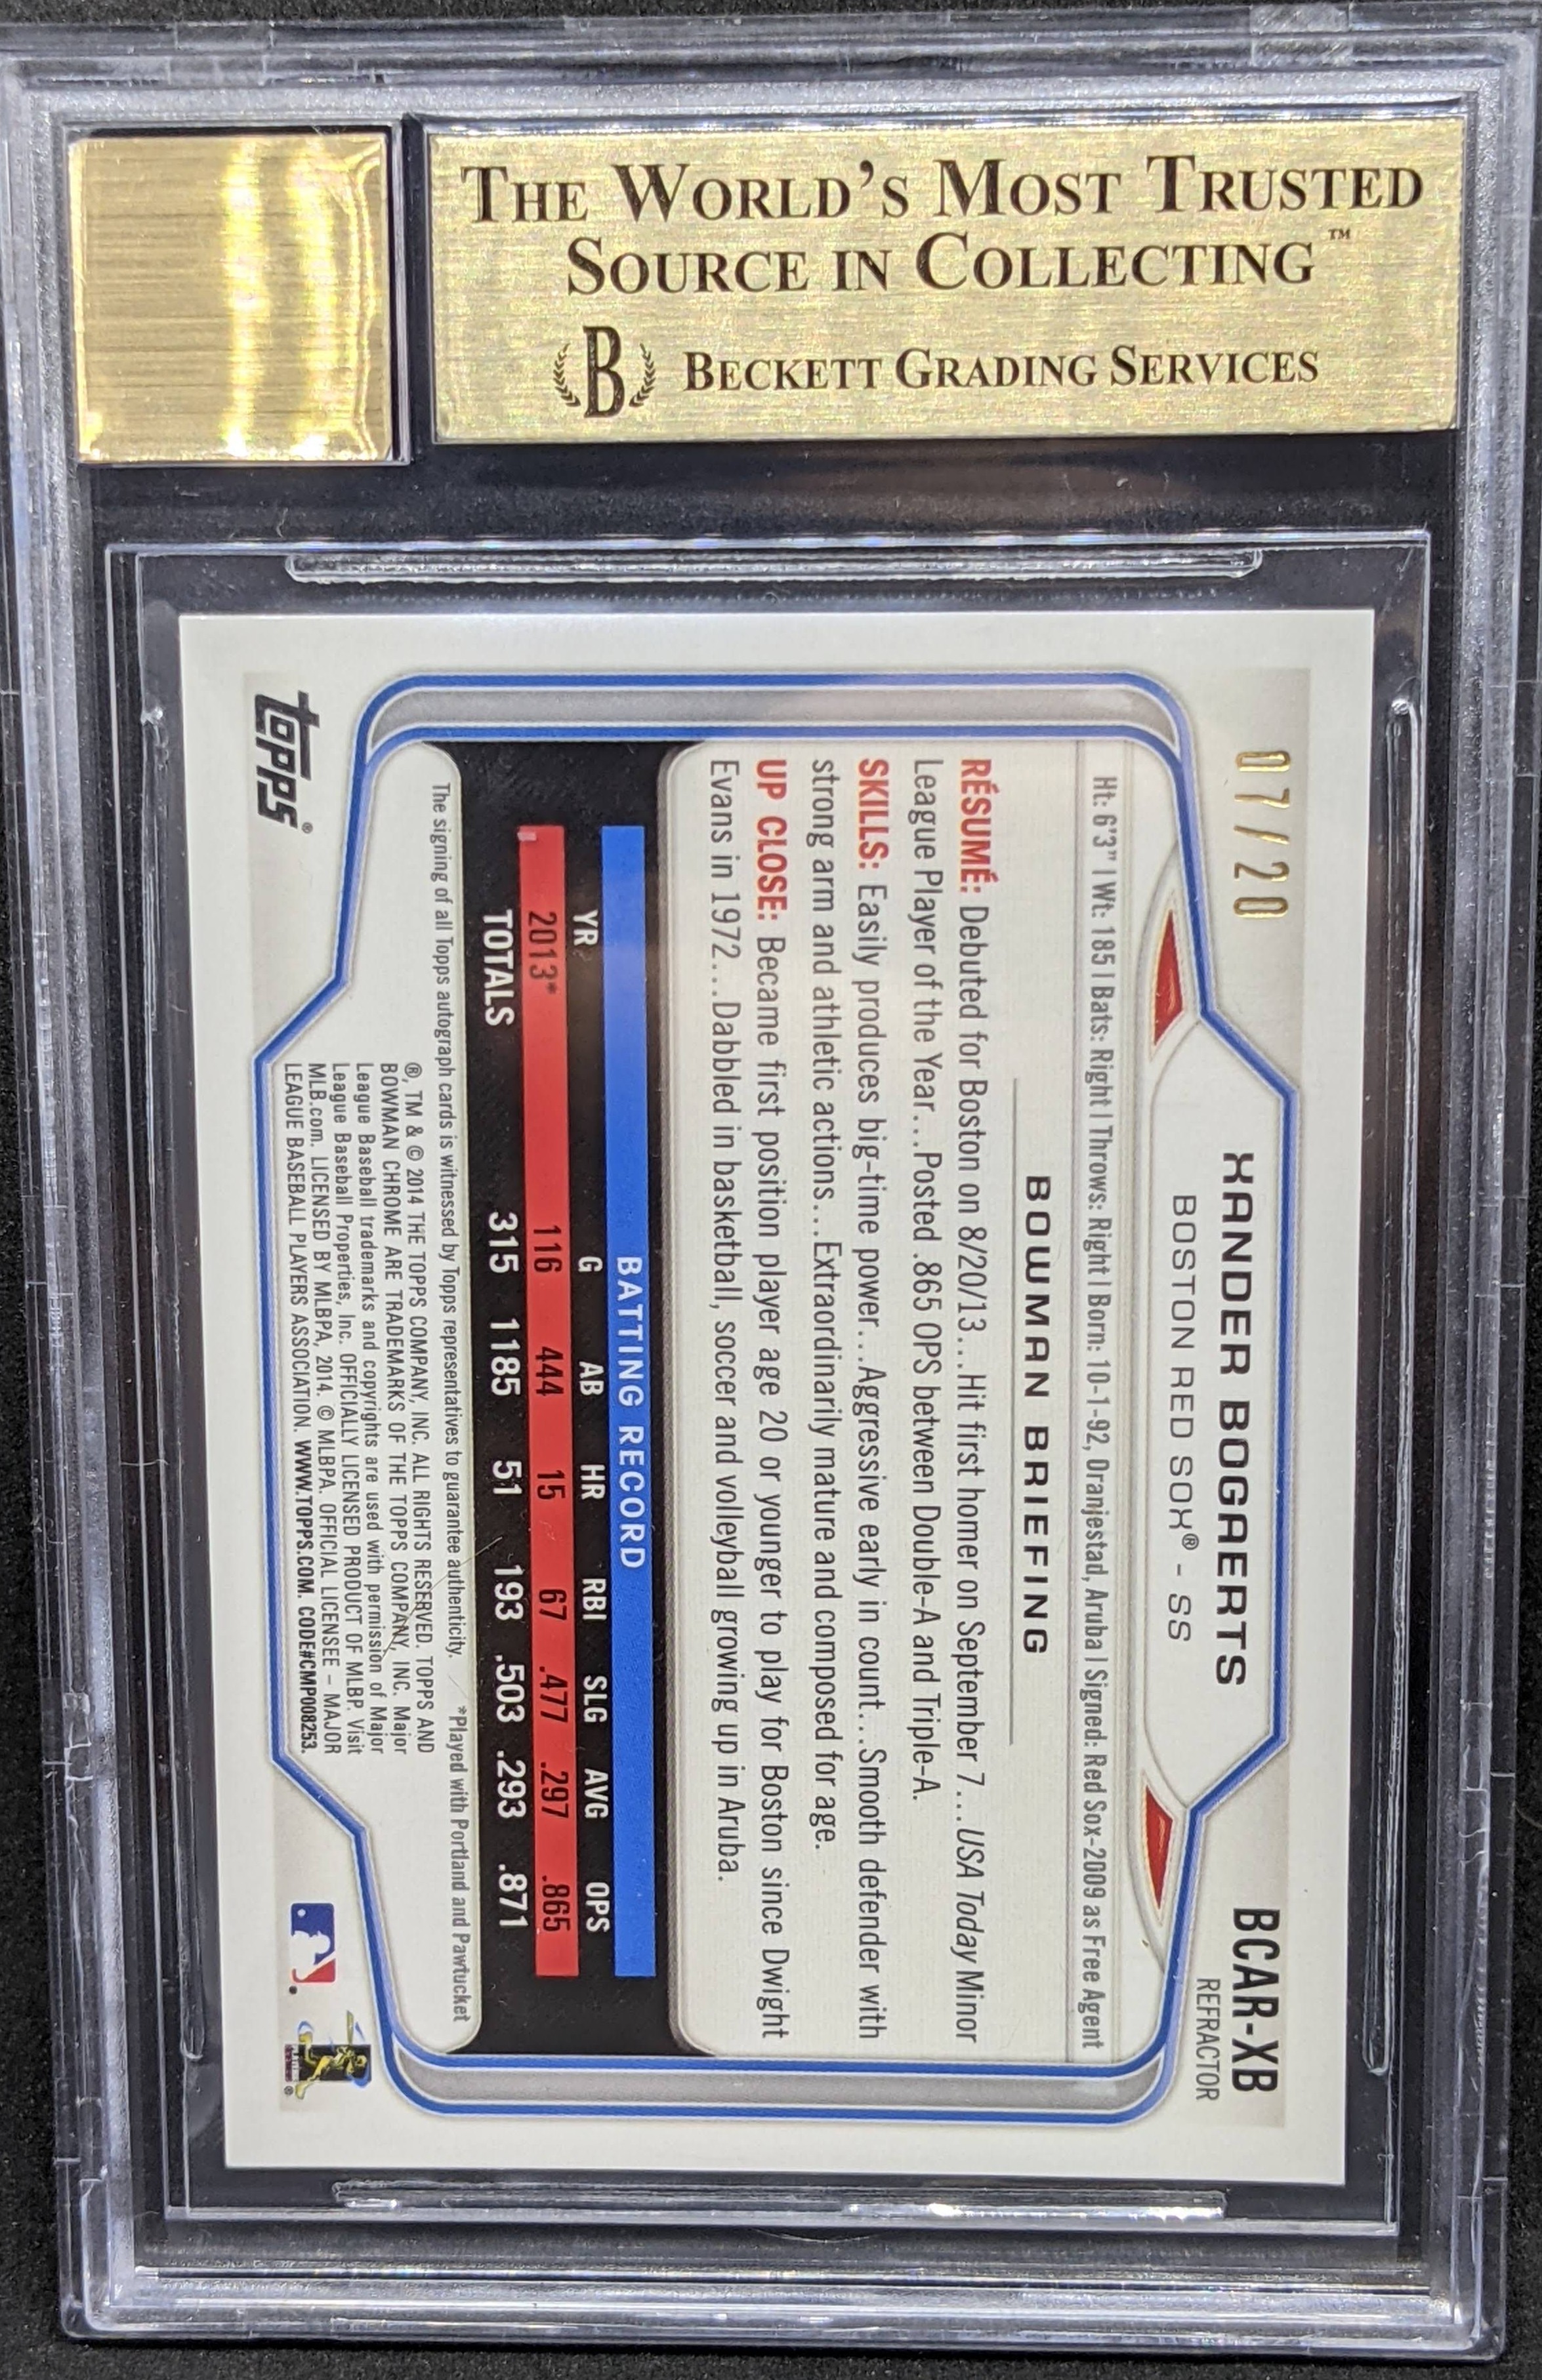 THE WORLD'S MOST TRUSTED
SOURCE IN COLLECTING™
B BECKETT GRADING SERVICES
07/20
XANDER BOGAERTS
BOSTON RED SOX® - SS
BCAR-XB
REFRACTOR
Ht: 6'3" | Wt: 185 | Bats: Right | Throws: Right | Born: 10-1-92, Oranjestad, Aruba | Signed: Red Sox-2009 as Free Agent
BOWMAN BRIEFING
RÉSUMÉ: Debuted for Boston on 8/20/13...Hit first homer on September 7...USA Today Minor
League Player of the Year...Posted .865 OPS between Double-A and Triple-A.
SKILLS: Easily produces big-time power...Aggressive early in count...Smooth defender with
strong arm and athletic actions...Extraordinarily mature and composed for age.
UP CLOSE: Became first position player age 20 or younger to play for Boston since Dwight
Evans in 1972...Dabbled in basketball, soccer and volleyball growing up in Aruba.
BATTING RECORD
YR G AB HR RBI SLG AVG OPS
2013* 116 444 15 67 .477 .297 .865
TOTALS 315 1185 51 193 .503 .293 .871
The signing of all Topps autograph cards is witnessed by Topps representatives to guarantee authenticity. *Played with Portland and Pawtucket
®, TM & © 2014 THE TOPPS COMPANY, INC. ALL RIGHTS RESERVED. TOPPS AND
BOWMAN CHROME ARE TRADEMARKS OF THE TOPPS COMPANY, INC. Major
League Baseball trademarks and copyrights are used with permission of Major
League Baseball Properties, Inc. OFFICIALLY LICENSED PRODUCT OF MLBP. Visit
MLB.com. LICENSED BY MLBPA, 2014. © MLBPA. OFFICIAL LICENSEE – MAJOR
LEAGUE BASEBALL PLAYERS ASSOCIATION. WWW.TOPPS.COM. CODE#CMP008253.
topps®